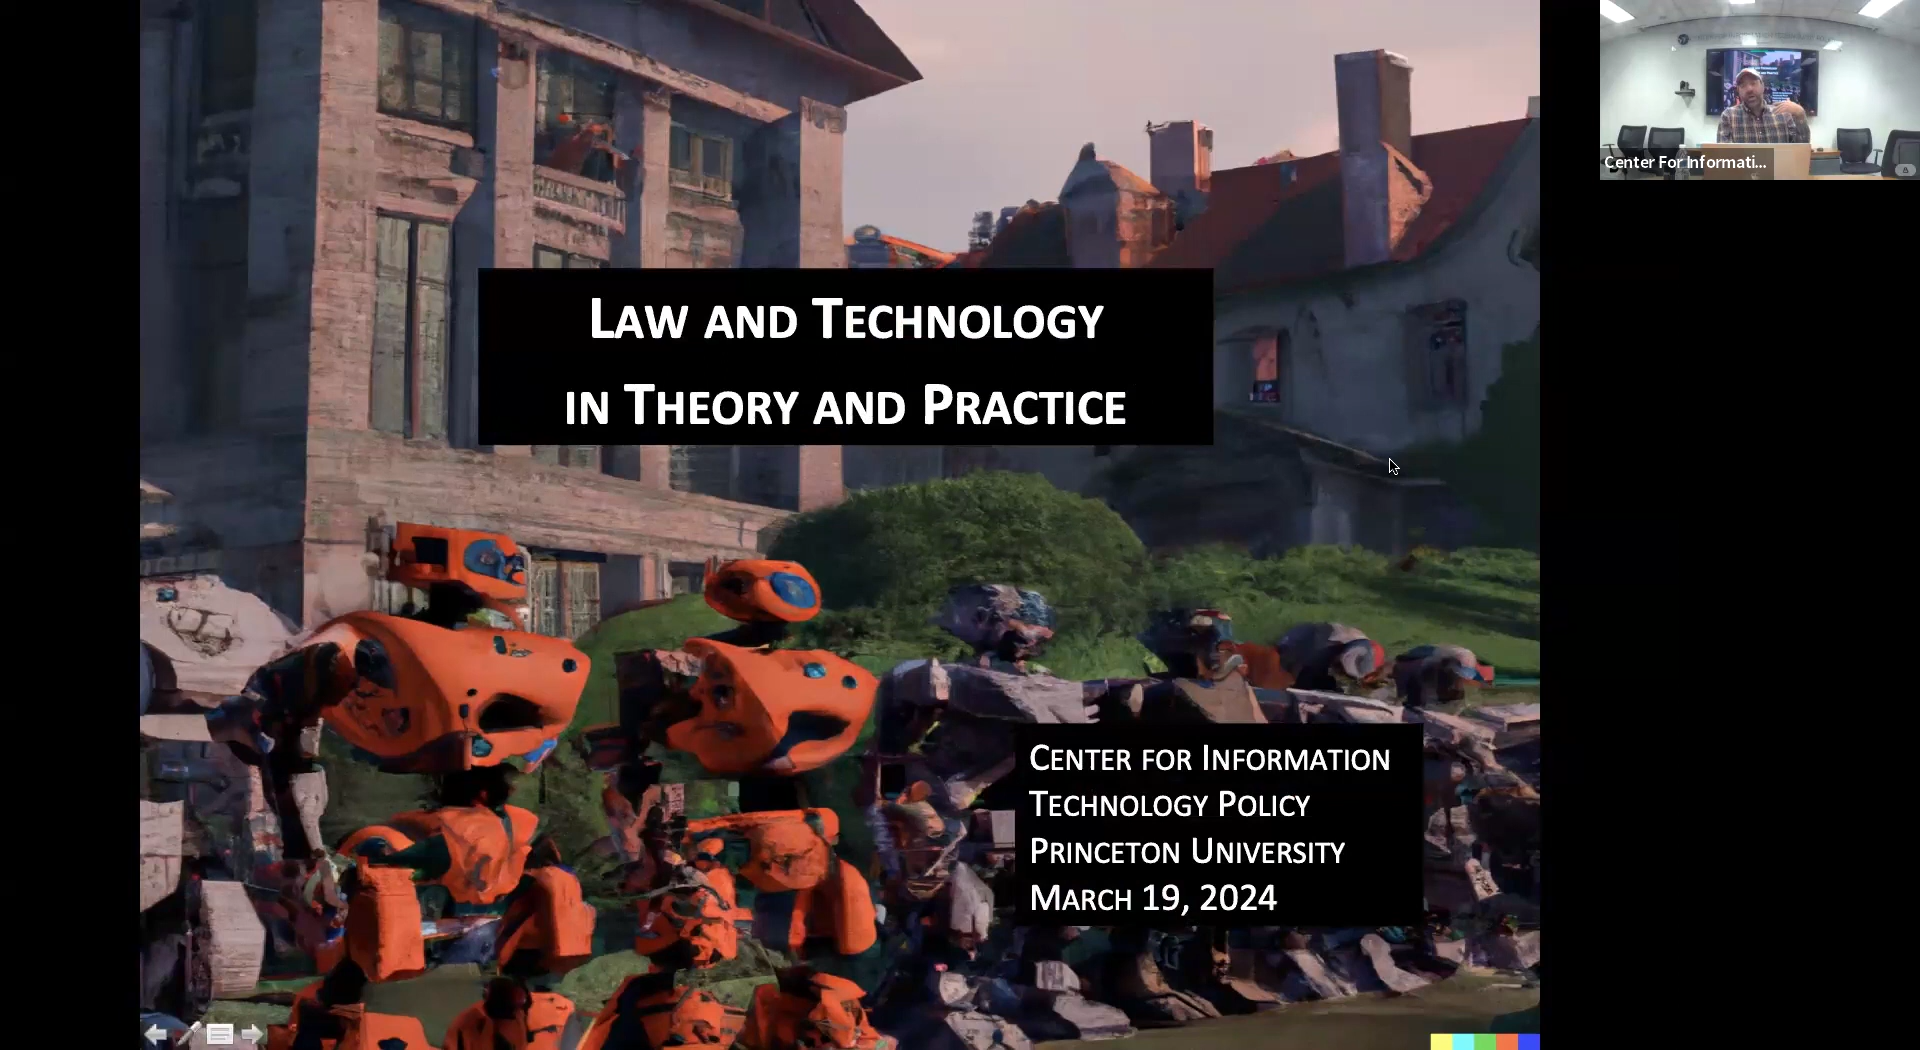 LAW AND TECHNOLOGY
IN THEORY AND PRACTICE
Center For Informati...
CENTER FOR INFORMATION
TECHNOLOGY POLICY
PRINCETON UNIVERSITY
MARCH 19, 2024